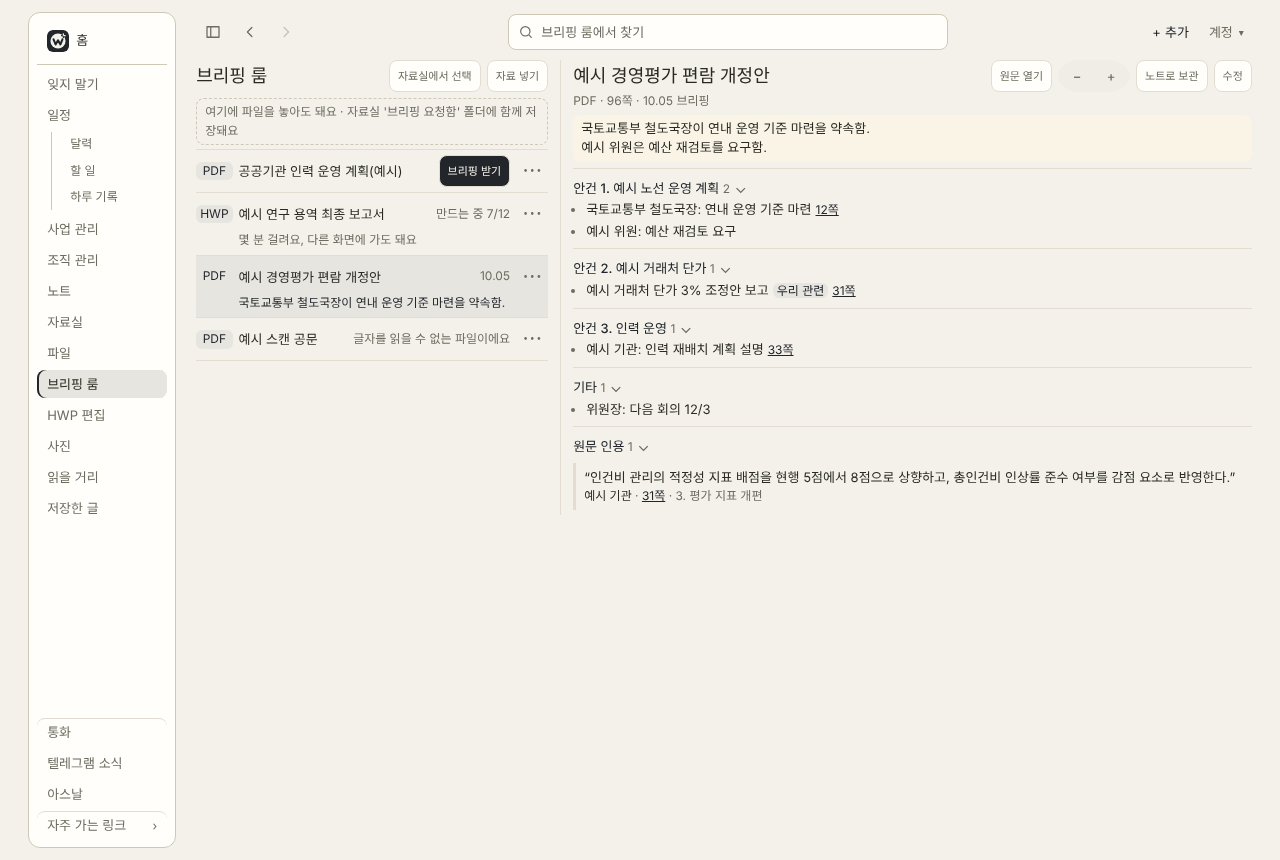 홈
잊지 말기
일정
달력
할 일
하루 기록
사업 관리
조직 관리
노트
자료실
파일
브리핑 룸
HWP 편집
사진
읽을 거리
저장한 글
통화
텔레그램 소식
아스날
자주 가는 링크 ›
브리핑 룸에서 찾기
+ 추가
계정 ▾
브리핑 룸
자료실에서 선택
자료 넣기
여기에 파일을 놓아도 돼요 · 자료실 '브리핑 요청함' 폴더에 함께 저
장돼요
PDF 공공기관 인력 운영 계획(예시) 브리핑 받기 ···
HWP 예시 연구 용역 최종 보고서 만드는 중 7/12 ···
몇 분 걸려요, 다른 화면에 가도 돼요
PDF 예시 경영평가 편람 개정안 10.05 ···
국토교통부 철도국장이 연내 운영 기준 마련을 약속함.
PDF 예시 스캔 공문 글자를 읽을 수 없는 파일이에요 ···
예시 경영평가 편람 개정안
원문 열기
− +
노트로 보관
수정
PDF · 96쪽 · 10.05 브리핑
국토교통부 철도국장이 연내 운영 기준 마련을 약속함.
예시 위원은 예산 재검토를 요구함.
안건 1. 예시 노선 운영 계획 2
• 국토교통부 철도국장: 연내 운영 기준 마련 12쪽
• 예시 위원: 예산 재검토 요구
안건 2. 예시 거래처 단가 1
• 예시 거래처 단가 3% 조정안 보고 우리 관련 31쪽
안건 3. 인력 운영 1
• 예시 기관: 인력 재배치 계획 설명 33쪽
기타 1
• 위원장: 다음 회의 12/3
원문 인용 1
“인건비 관리의 적정성 지표 배점을 현행 5점에서 8점으로 상향하고, 총인건비 인상률 준수 여부를 감점 요소로 반영한다.”
예시 기관 · 31쪽 · 3. 평가 지표 개편